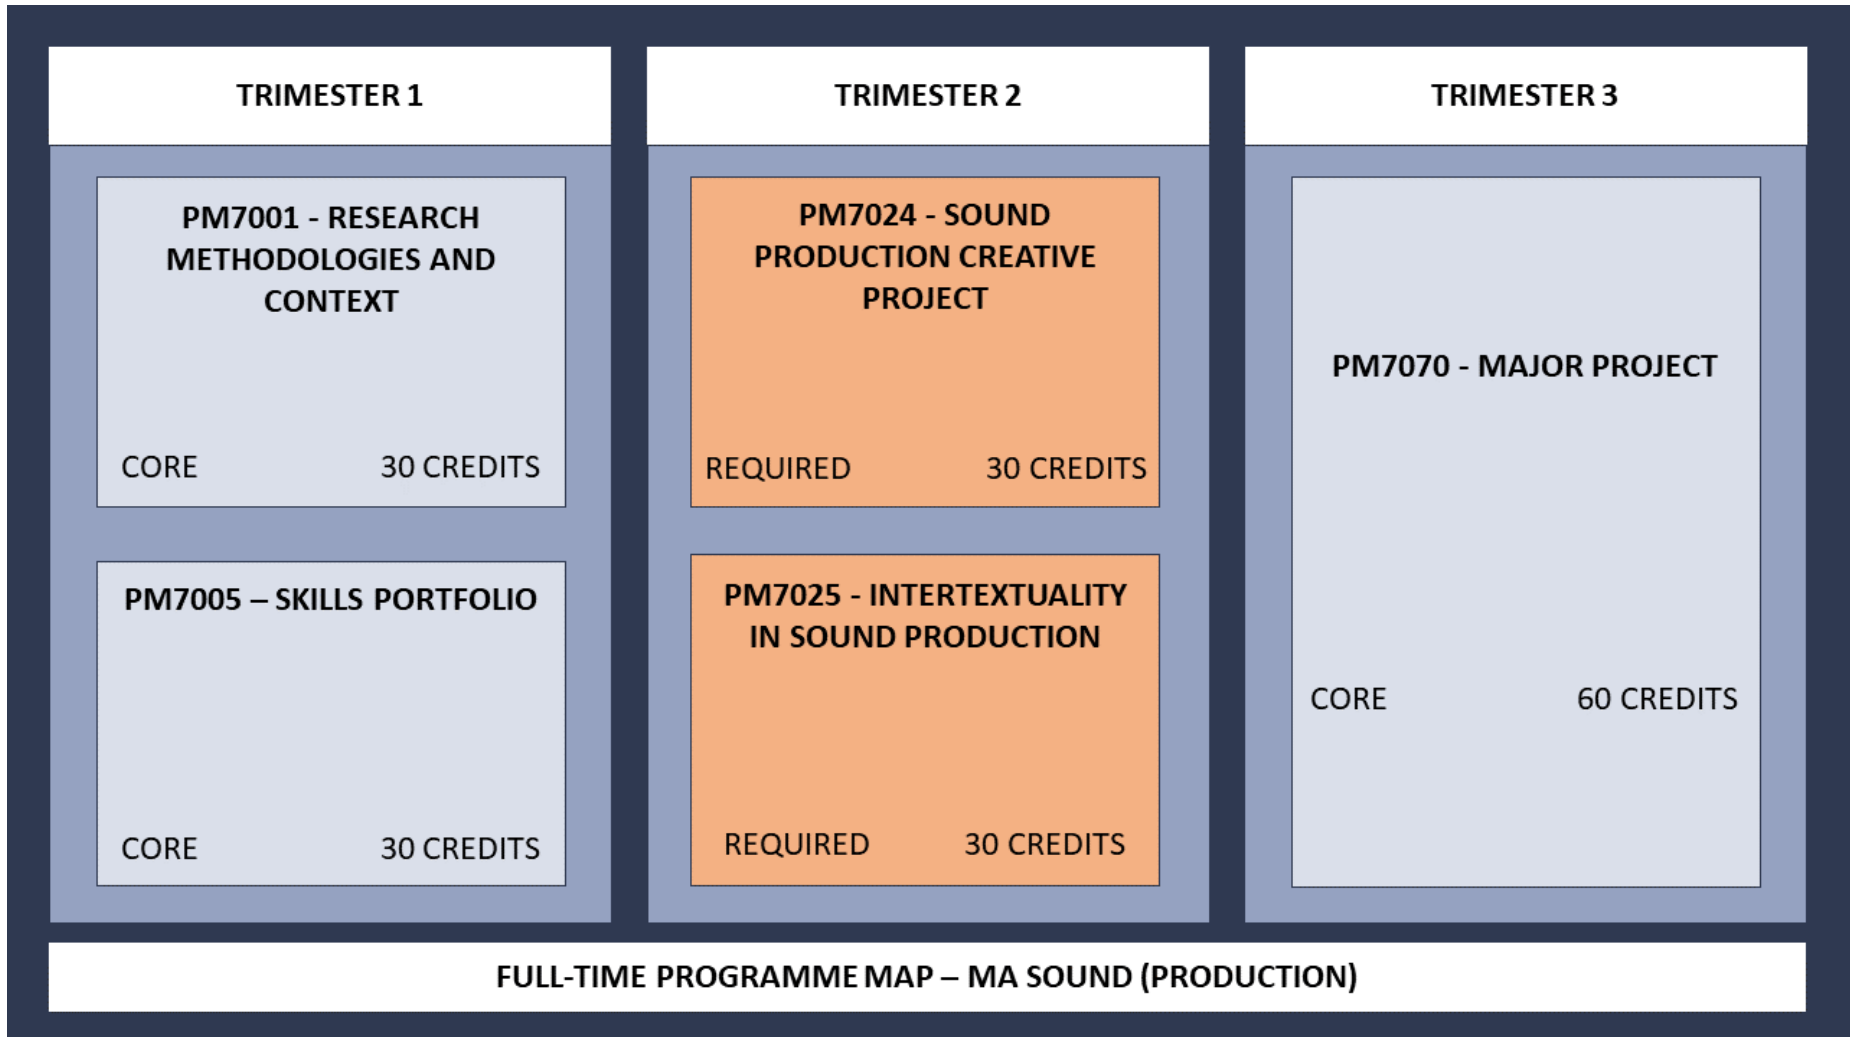 TRIMESTER 1
PM7001 - RESEARCH
METHODOLOGIES AND
CONTEXT
CORE 30 CREDITS
PM7005 – SKILLS PORTFOLIO
CORE 30 CREDITS
TRIMESTER 2
PM7024 - SOUND
PRODUCTION CREATIVE
PROJECT
REQUIRED 30 CREDITS
PM7025 - INTERTEXTUALITY
IN SOUND PRODUCTION
REQUIRED 30 CREDITS
TRIMESTER 3
PM7070 - MAJOR PROJECT
CORE 60 CREDITS
FULL-TIME PROGRAMME MAP – MA SOUND (PRODUCTION)